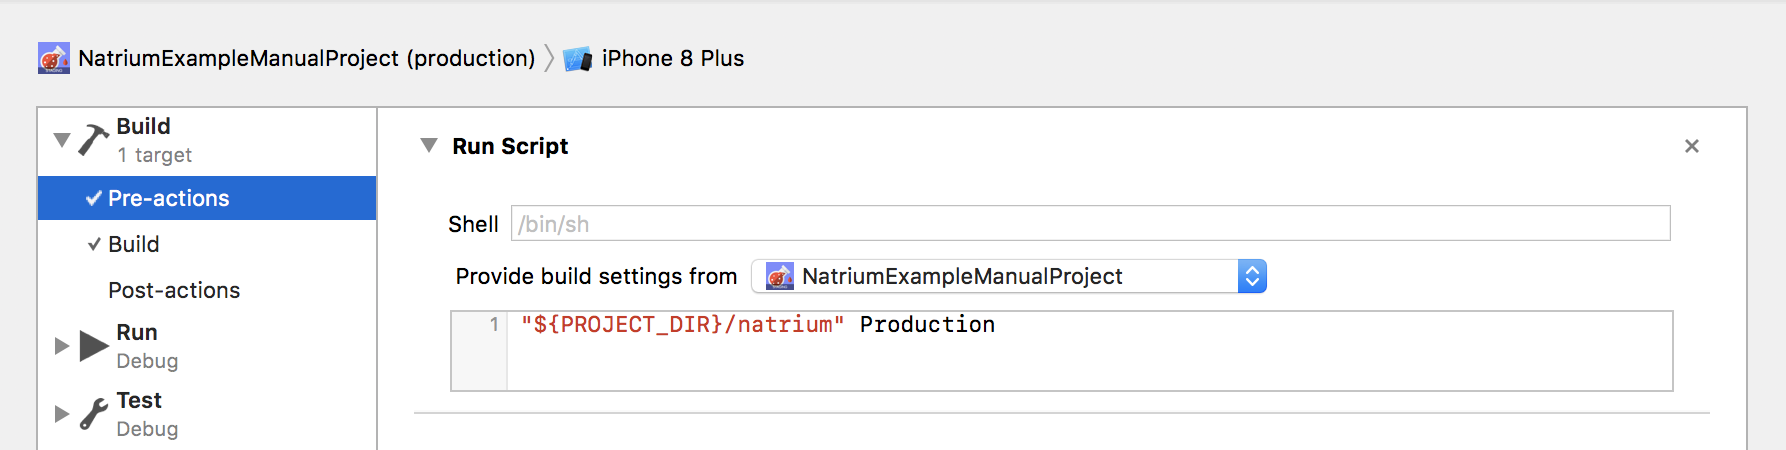 NatriumExampleManualProject (production) iPhone 8 Plus
Build
1 target
Pre-actions
Build
Post-actions
Run
Debug
Test
Debug
Run Script
Shell /bin/sh
Provide build settings from NatriumExampleManualProject
1 "${PROJECT_DIR}/natrium" Production